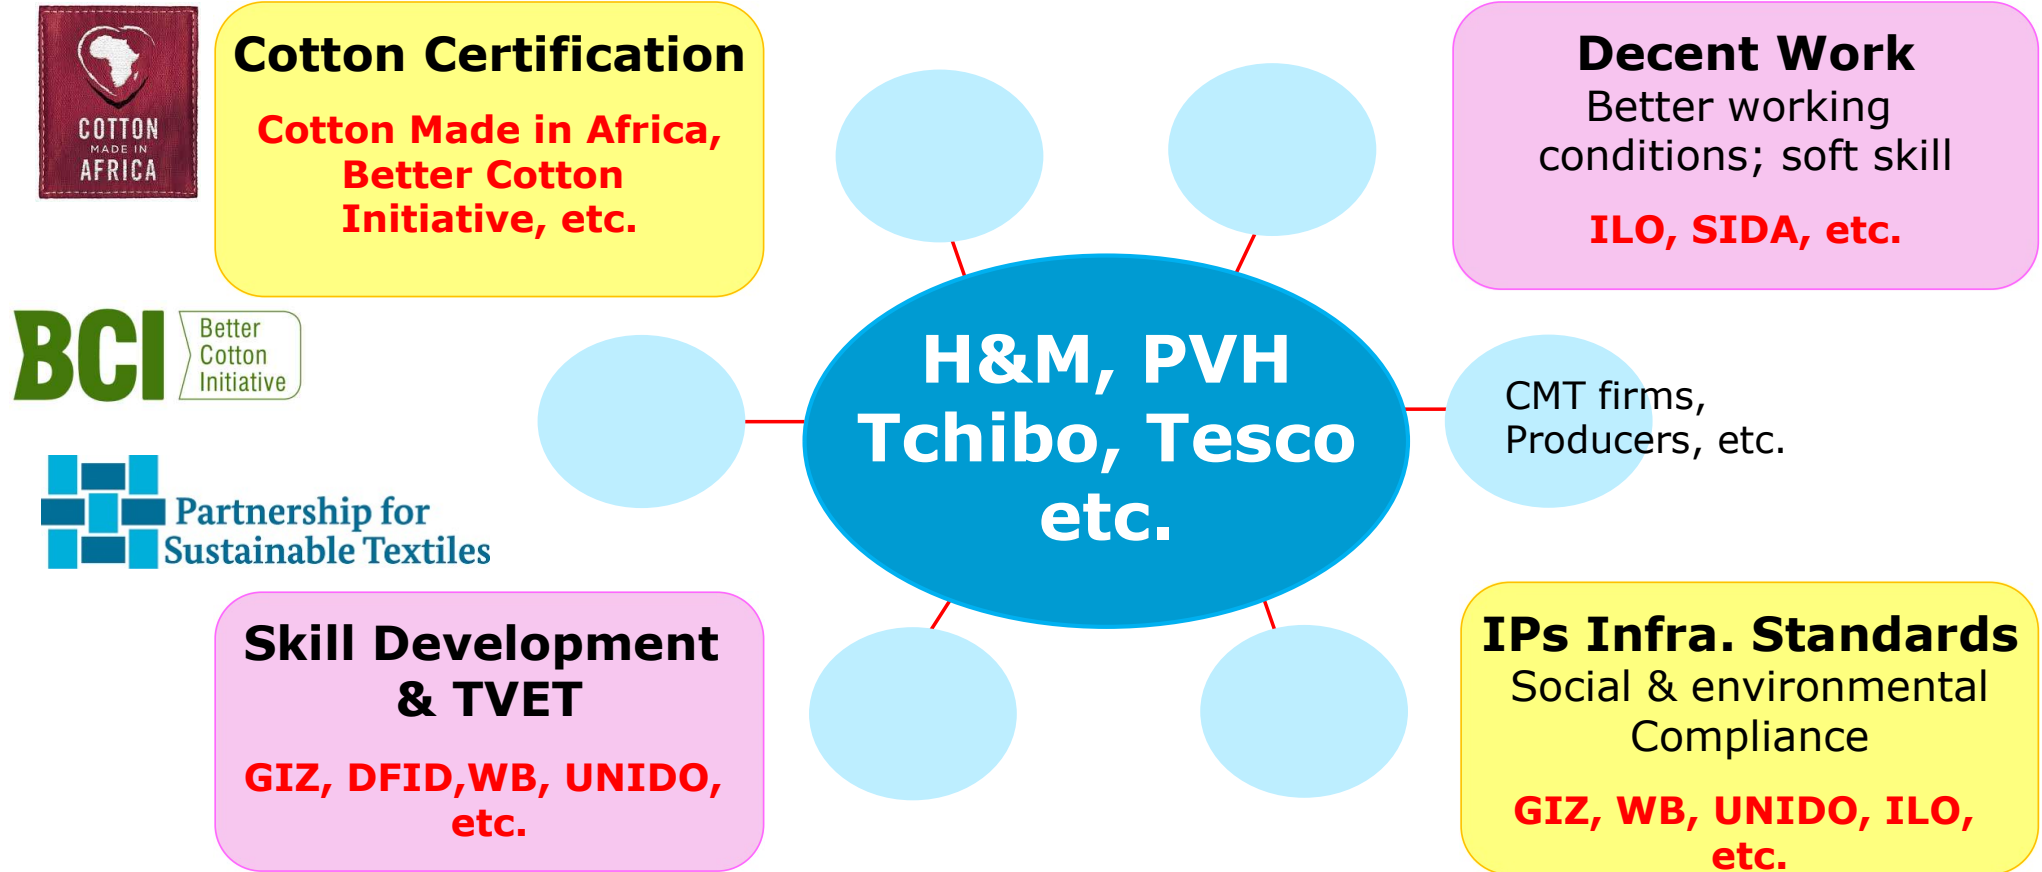 COTTON
MADE IN
AFRICA
Cotton Certification
Cotton Made in Africa,
Better Cotton
Initiative, etc.
Decent Work
Better working
conditions; soft skill
ILO, SIDA, etc.
BCI
Better
Cotton
Initiative
H&M, PVH
Tchibo, Tesco
etc.
CMT firms,
Producers, etc.
Partnership for
Sustainable Textiles
Skill Development
& TVET
GIZ, DFID,WB, UNIDO,
etc.
IPs Infra. Standards
Social & environmental
Compliance
GIZ, WB, UNIDO, ILO,
etc.